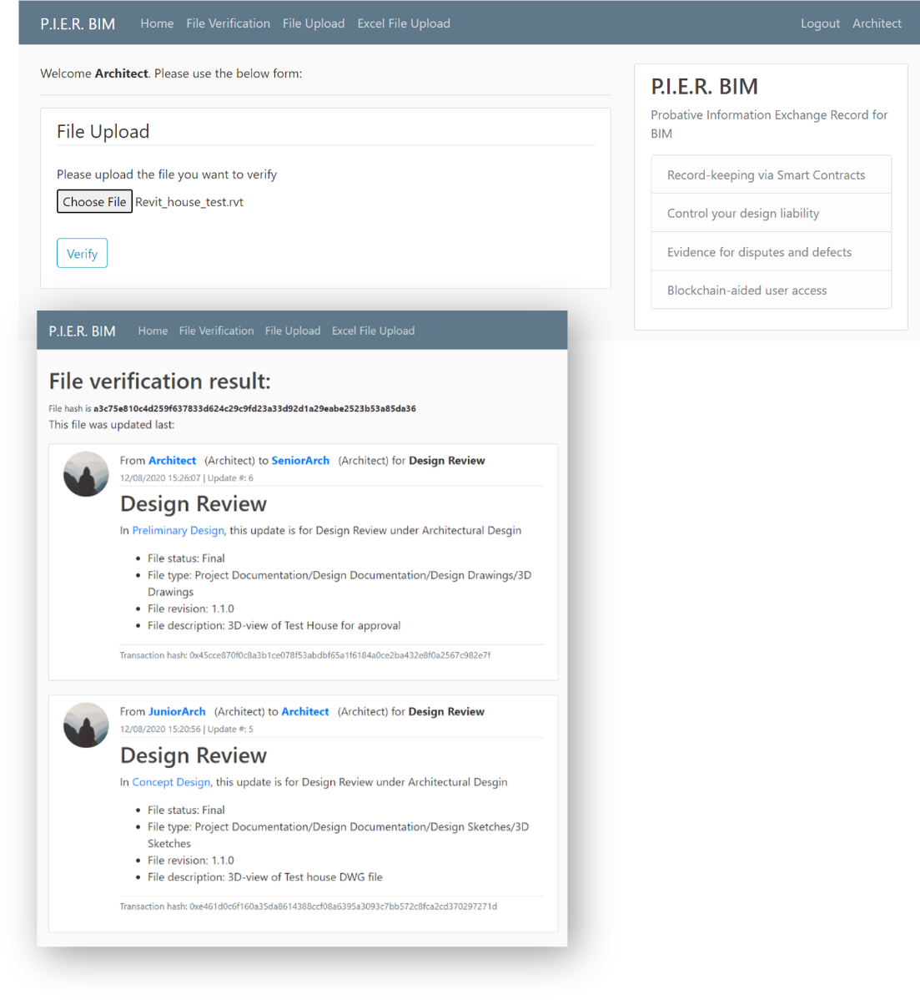 P.I.E.R. BIM Home File Verification File Upload Excel File Upload Logout Architect
Welcome Architect. Please use the below form:
File Upload
Please upload the file you want to verify
Choose File Revit_house_test.rvt
Verify
P.I.E.R. BIM
Probative Information Exchange Record for
BIM
Record-keeping via Smart Contracts
Control your design liability
Evidence for disputes and defects
Blockchain-aided user access
P.I.E.R. BIM Home File Verification File Upload Excel File Upload
File verification result:
File hash is a3c75e810c4d259f637833d624c29c9fd23a33d92d1a29eabe2523b53a85da36
This file was updated last:
From Architect (Architect) to SeniorArch (Architect) for Design Review
12/08/2020 15:26:07 | Update #: 6
Design Review
In Preliminary Design, this update is for Design Review under Architectural Desgin
• File status: Final
• File type: Project Documentation/Design Documentation/Design Drawings/3D
Drawings
• File revision: 1.1.0
• File description: 3D-view of Test House for approval
Transaction hash: 0x45cce870f0c8a3b1ce078f53abdbf65a1f6184a0ce2ba432e8f0a2567c982e7f
From JuniorArch (Architect) to Architect (Architect) for Design Review
12/08/2020 15:20:56 | Update #: 5
Design Review
In Concept Design, this update is for Design Review under Architectural Desgin
• File status: Final
• File type: Project Documentation/Design Documentation/Design Sketches/3D
Sketches
• File revision: 1.1.0
• File description: 3D-view of Test house DWG file
Transaction hash: 0xe461d0c6f160a35da8614388ccf08a6395a3093c7bb572c8fca2cd370297271d